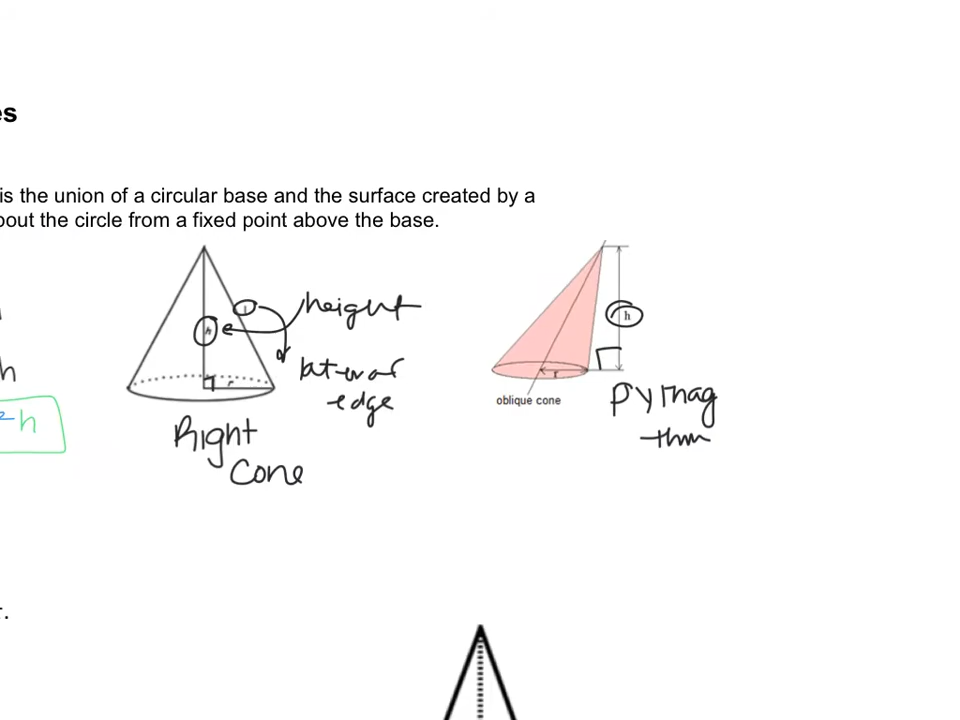 es
is the union of a circular base and the surface created by a
bout the circle from a fixed point above the base.
l
height
h
h
h
lateral
edge
r
r
oblique cone
h
Right
Cone
Pythag
thm
r.